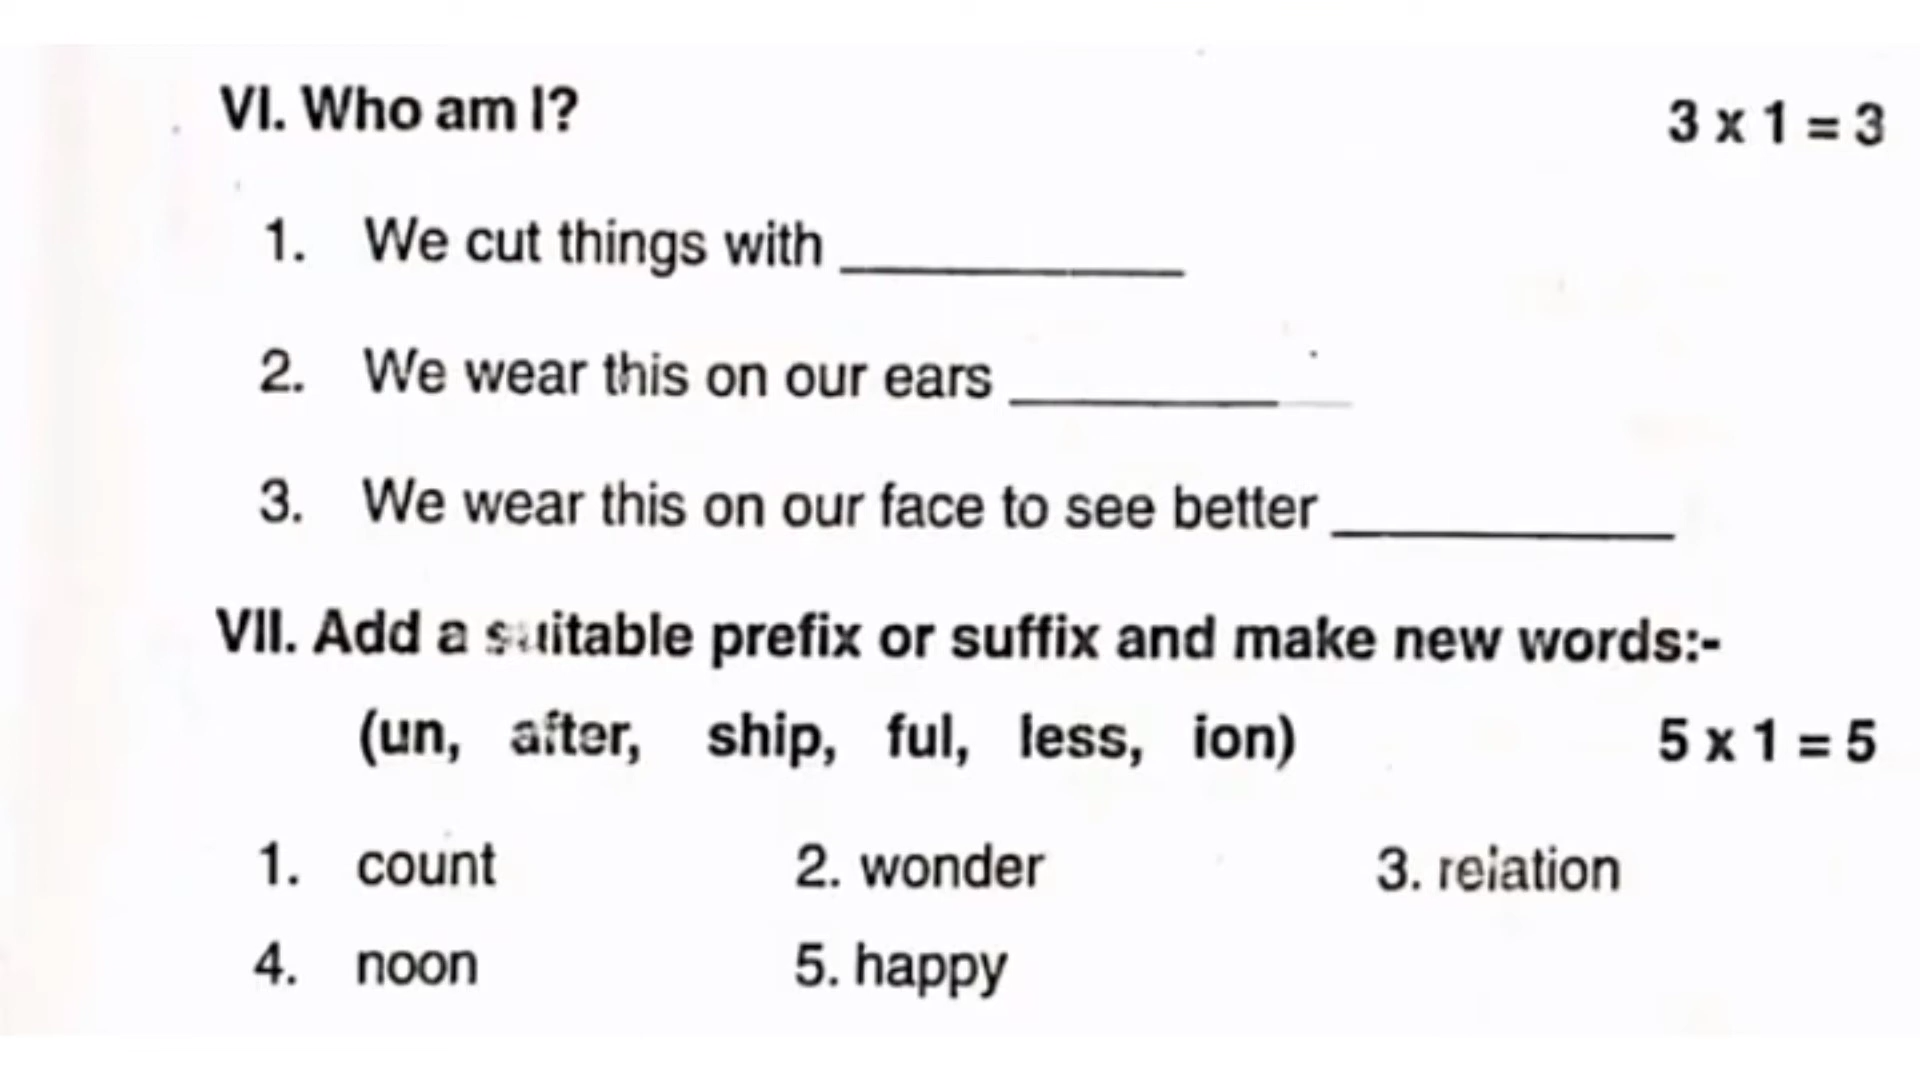 VI. Who am I? 3 x 1 = 3
1. We cut things with __________
2. We wear this on our ears __________
3. We wear this on our face to see better __________
VII. Add a suitable prefix or suffix and make new words:-
(un, after, ship, ful, less, ion) 5 x 1 = 5
1. count 2. wonder 3. relation
4. noon 5. happy